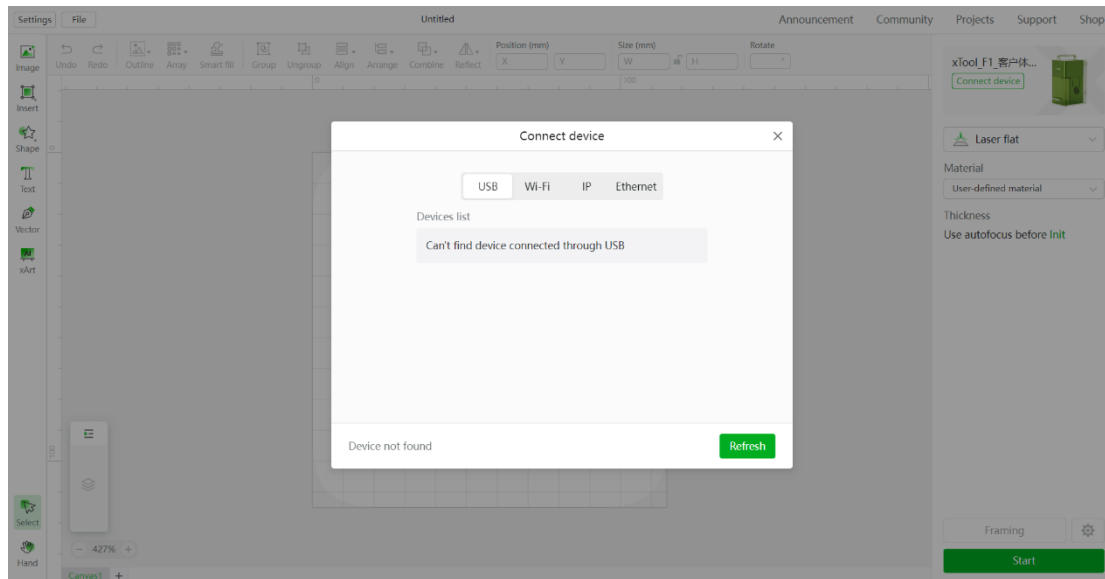 Settings File Untitled Announcement Community Projects Support Shop
Image Undo Redo Outline Array Smart fill Group Ungroup Align Arrange Combine Reflect Position (mm) X Y Size (mm) W H Rotate °
Insert
Shape
Text
Vector
xArt
0
100
0
100
Connect device
USB Wi-Fi IP Ethernet
Devices list
Can't find device connected through USB
Device not found Refresh
xTool_F1_客户体...
Connect device
Laser flat
Material
User-defined material
Thickness
Use autofocus before Init
Select
Hand
427%
Canvas1 +
Framing
Start